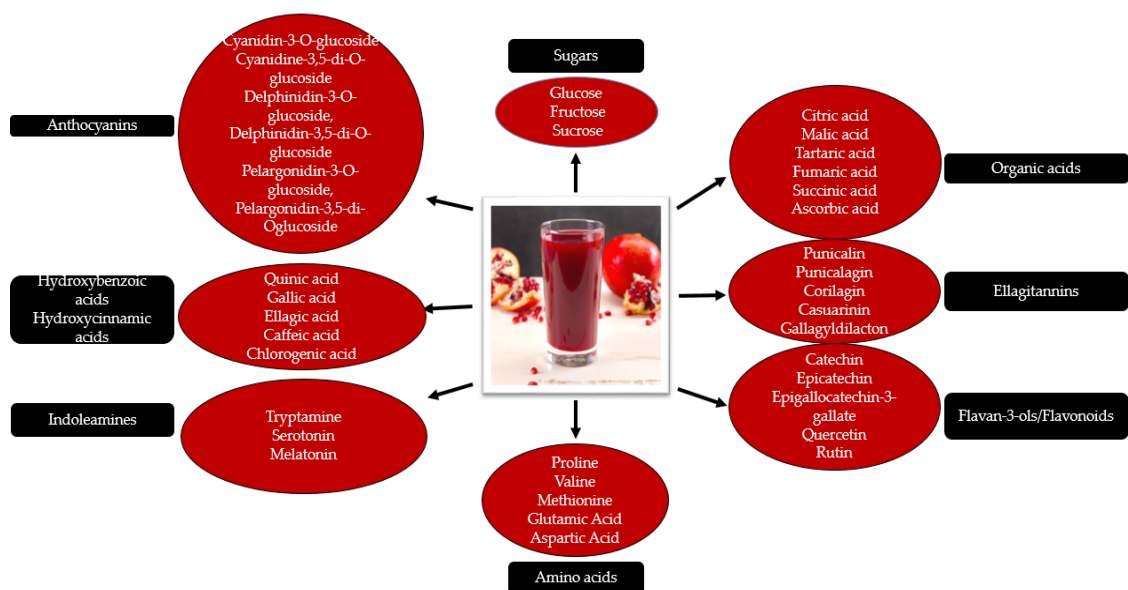 Cyanidin-3-O-glucoside
Cyanidine-3,5-di-O-
glucoside
Delphinidin-3-O-
glucoside,
Delphinidin-3,5-di-O-
glucoside
Pelargonidin-3-O-
glucoside,
Pelargonidin-3,5-di-
Oglucoside
Anthocyanins
Sugars
Glucose
Fructose
Sucrose
Citric acid
Malic acid
Tartaric acid
Fumaric acid
Succinic acid
Ascorbic acid
Organic acids
Hydroxybenzoic
acids
Hydroxycinnamic
acids
Quinic acid
Gallic acid
Ellagic acid
Caffeic acid
Chlorogenic acid
Punicalin
Punicalagin
Corilagin
Casuarinin
Gallagyldilacton
Ellagitannins
Indoleamines
Tryptamine
Serotonin
Melatonin
Catechin
Epicatechin
Epigallocatechin-3-
gallate
Quercetin
Rutin
Flavan-3-ols/Flavonoids
Proline
Valine
Methionine
Glutamic Acid
Aspartic Acid
Amino acids